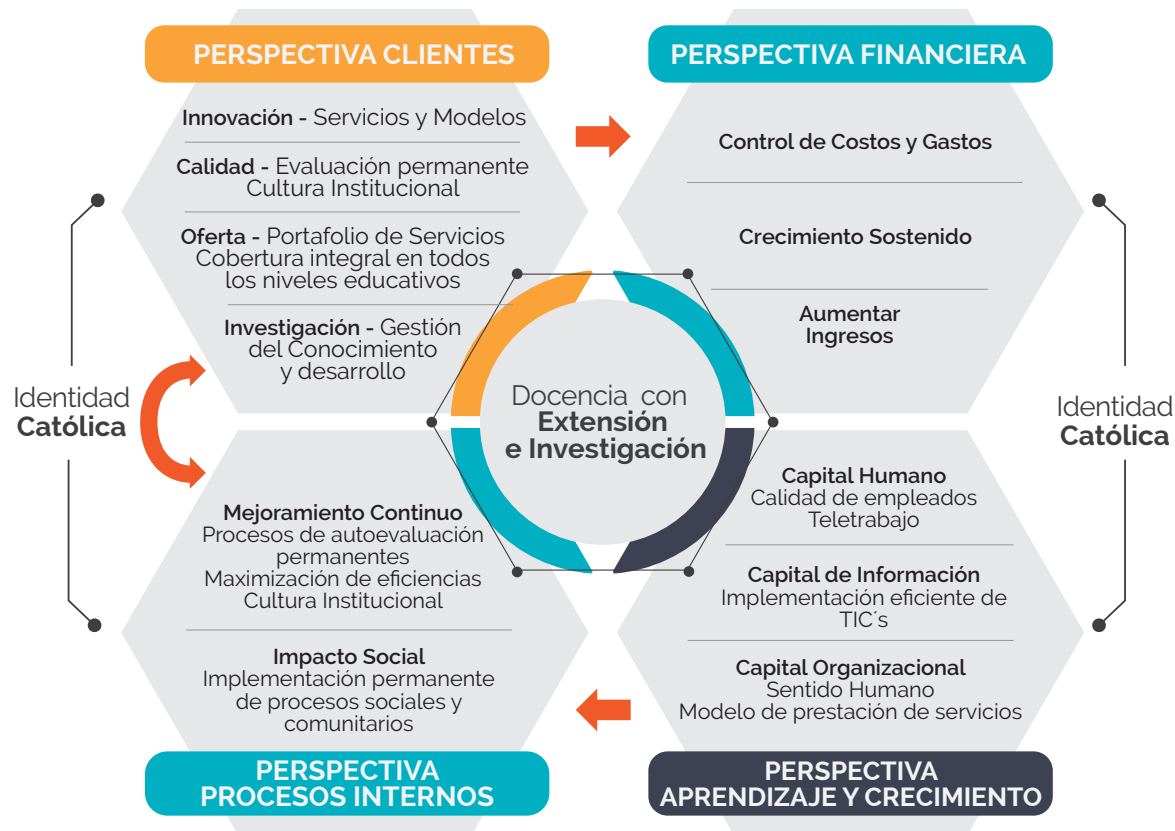 PERSPECTIVA CLIENTES
Innovación - Servicios y Modelos
Calidad - Evaluación permanente
Cultura Institucional
Oferta - Portafolio de Servicios
Cobertura integral en todos
los niveles educativos
Investigación - Gestión
del Conocimiento
y desarrollo
PERSPECTIVA FINANCIERA
Control de Costos y Gastos
Crecimiento Sostenido
Aumentar
Ingresos
Identidad
Católica
Docencia con
Extensión
e Investigación
Identidad
Católica
Mejoramiento Continuo
Procesos de autoevaluación
permanentes
Maximización de eficiencias
Cultura Institucional
Impacto Social
Implementación permanente
de procesos sociales y
comunitarios
PERSPECTIVA
PROCESOS INTERNOS
Capital Humano
Calidad de empleados
Teletrabajo
Capital de Información
Implementación eficiente de
TIC´s
Capital Organizacional
Sentido Humano
Modelo de prestación de servicios
PERSPECTIVA
APRENDIZAJE Y CRECIMIENTO